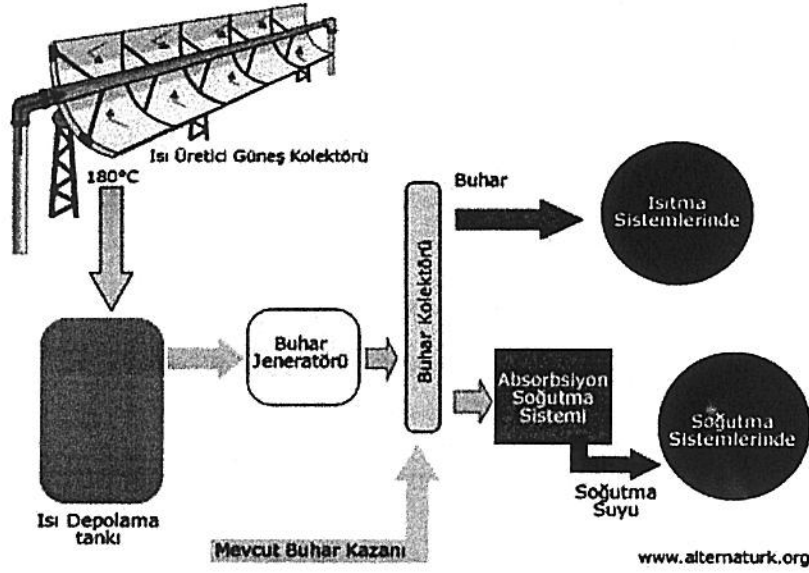 Isı Üretici Güneş Kolektörü
180°C
Buhar
Isıtma
Sistemlerinde
Buhar Kolektörü
Buhar
Jeneratörü
Absorbsiyon
Soğutma
Sistemi
Soğutma
Sistemlerinde
Soğutma
Suyu
Isı Depolama
tankı
Mevcut Buhar Kazanı
www.alternaturk.org